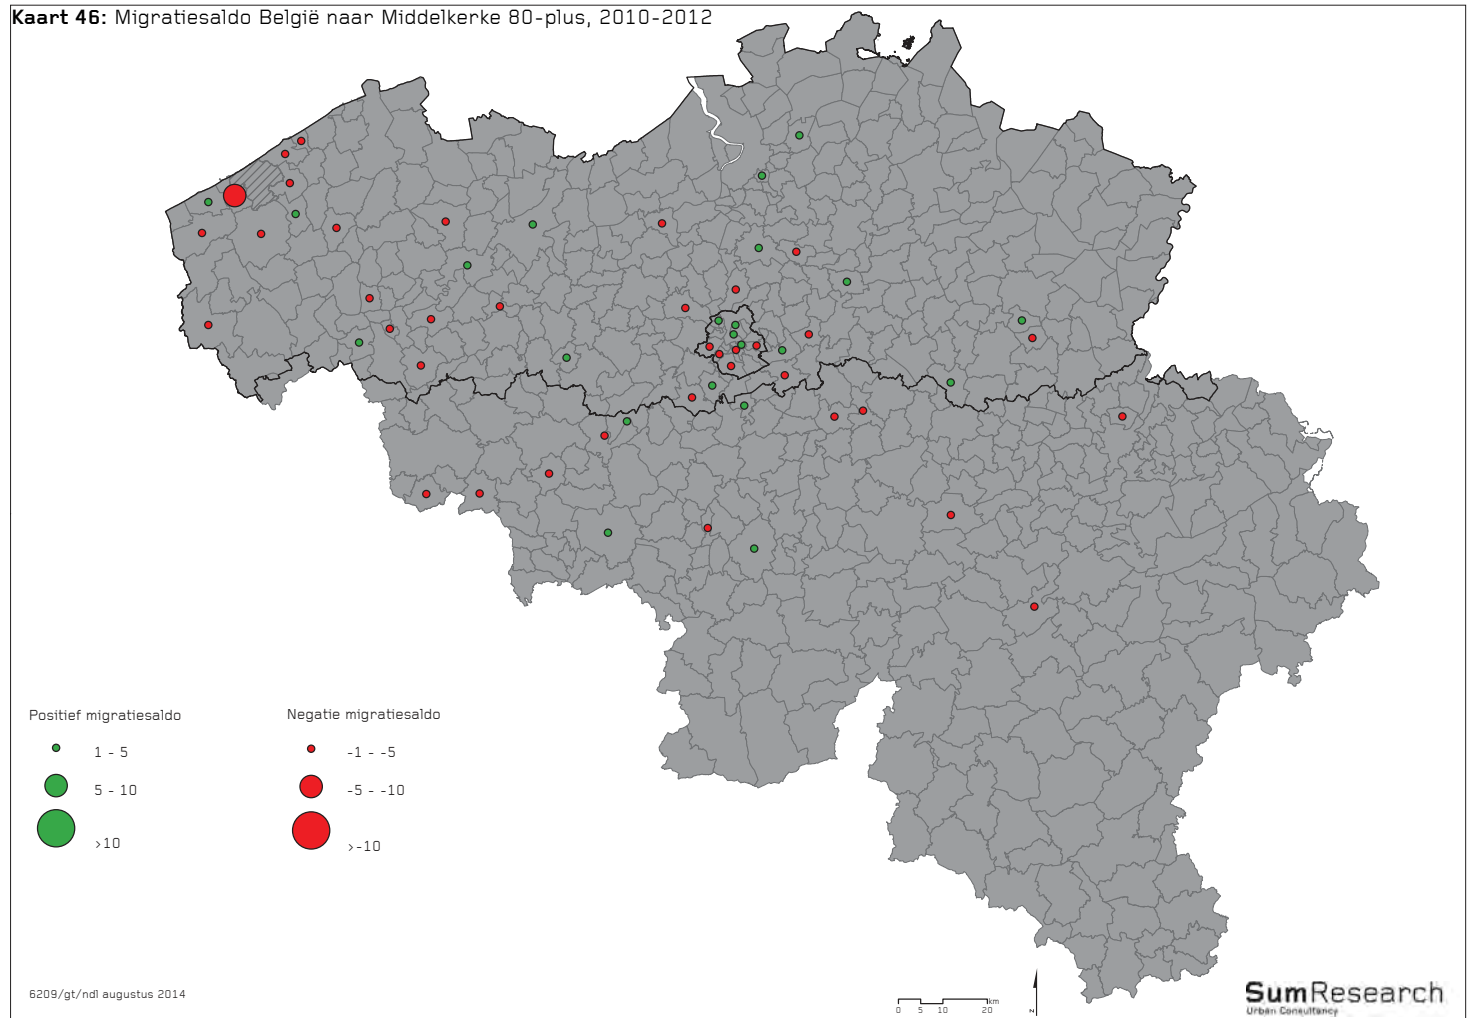 Kaart 46: Migratiesaldo België naar Middelkerke 80-plus, 2010-2012
Positief migratiesaldo
1 - 5
5 - 10
>10
Negatie migratiesaldo
-1 - -5
-5 - -10
>-10
6209/gt/ndl augustus 2014
km
0 5 10 20
N
SumResearch
Urban Consultancy